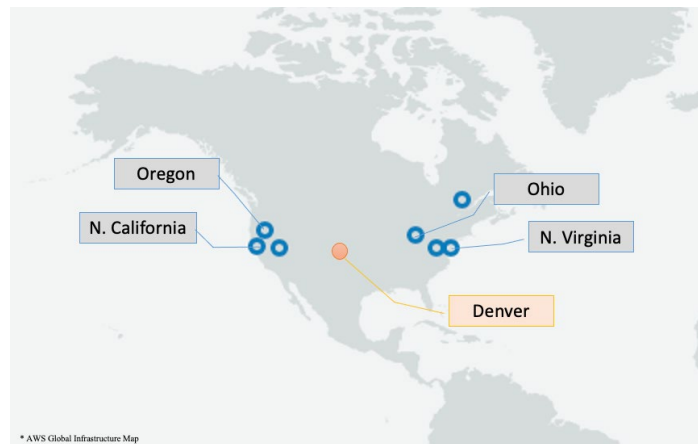 Oregon
Ohio
N. California
N. Virginia
Denver
* AWS Global Infrastructure Map